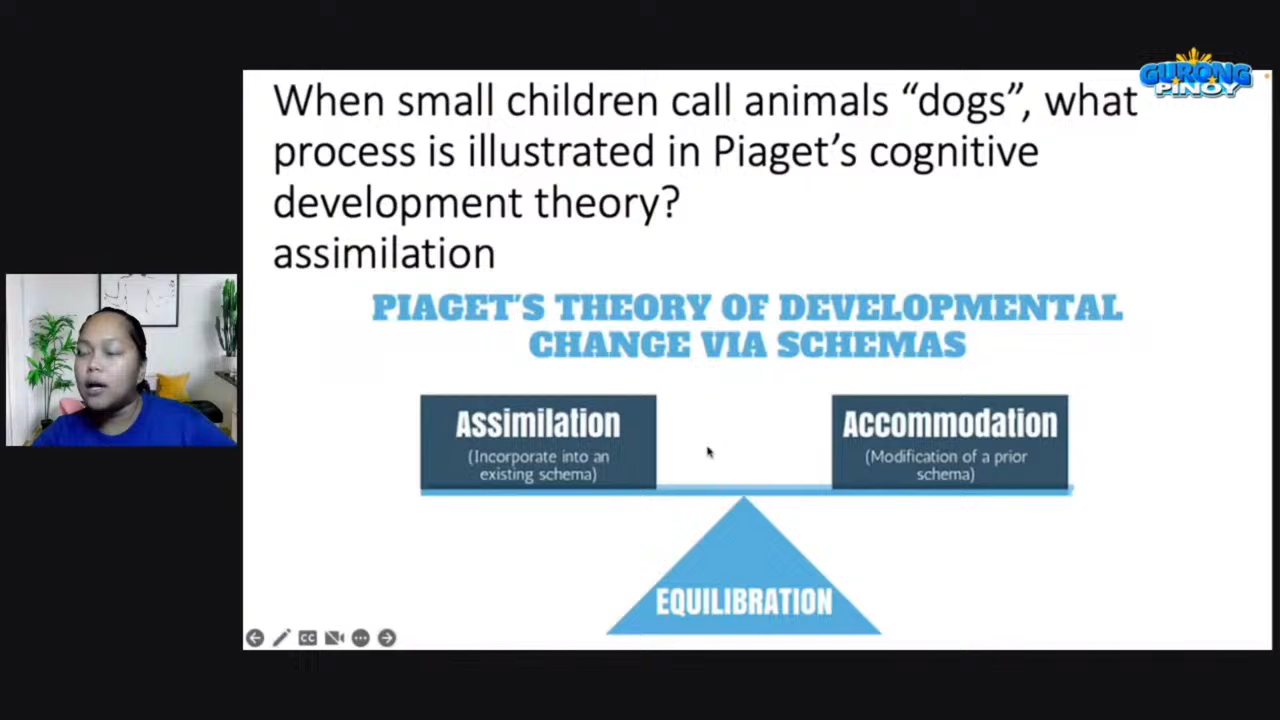 GURONG
PINOY
When small children call animals “dogs”, what
process is illustrated in Piaget’s cognitive
development theory?
assimilation
PIAGET'S THEORY OF DEVELOPMENTAL
CHANGE VIA SCHEMAS
Assimilation
(Incorporate into an
existing schema)
Accommodation
(Modification of a prior
schema)
EQUILIBRATION
CC